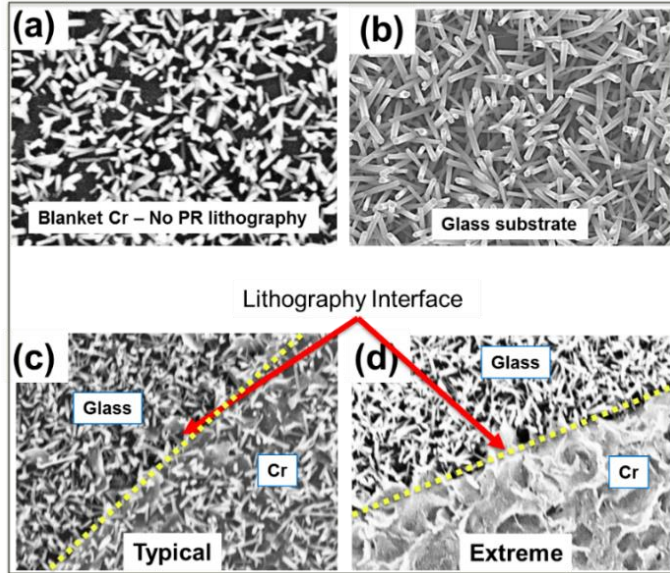 (a)
(b)
Blanket Cr – No PR lithography
Glass substrate
Lithography Interface
(c)
(d)
Glass
Glass
Cr
Cr
Typical
Extreme